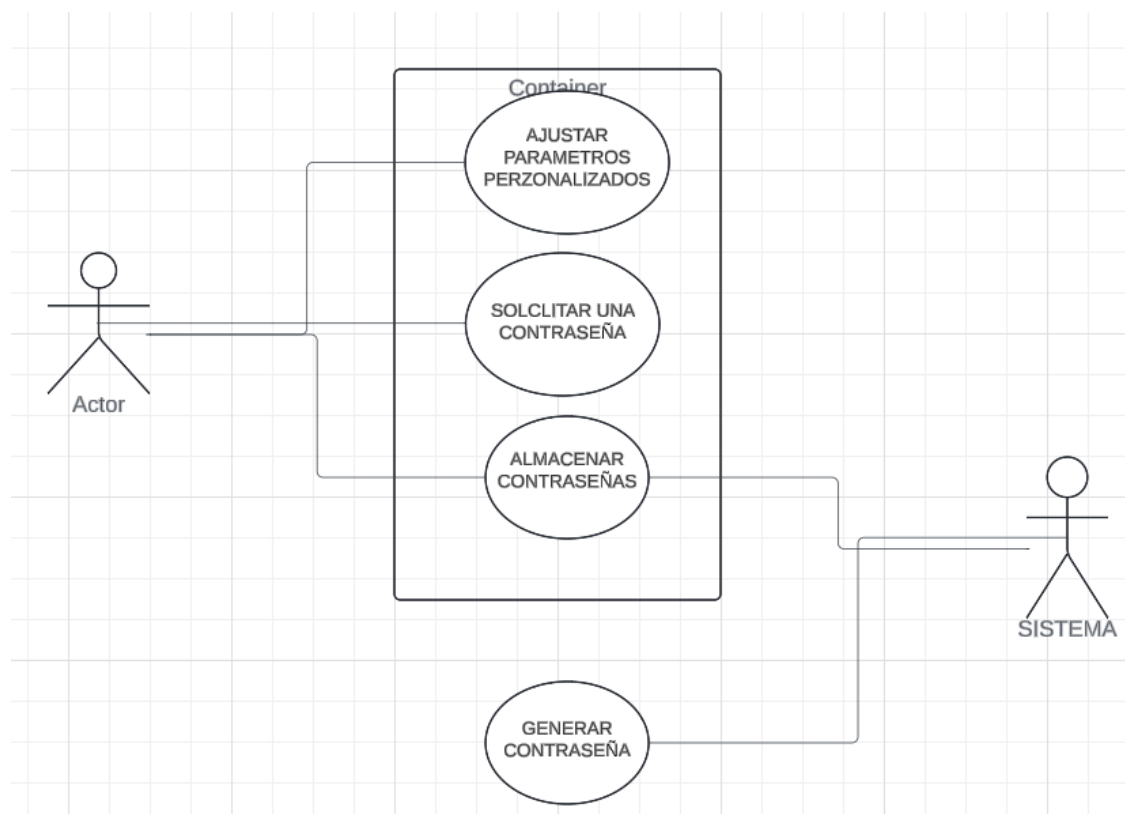 Container
AJUSTAR
PARAMETROS
PERZONALIZADOS
SOLCLITAR UNA
CONTRASEÑA
Actor
ALMACENAR
CONTRASEÑAS
SISTEMA
GENERAR
CONTRASEÑA